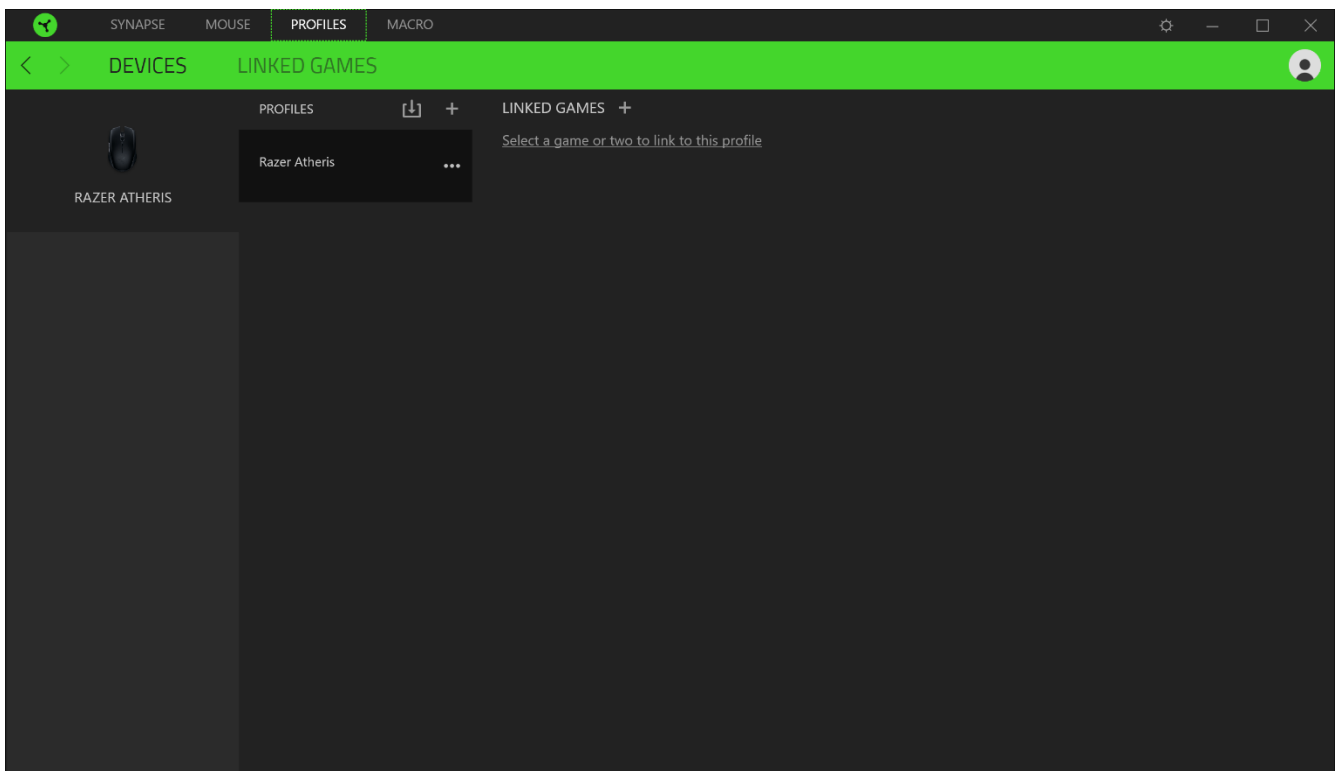 SYNAPSE MOUSE PROFILES MACRO
DEVICES LINKED GAMES
PROFILES
LINKED GAMES
Select a game or two to link to this profile
Razer Atheris
RAZER ATHERIS